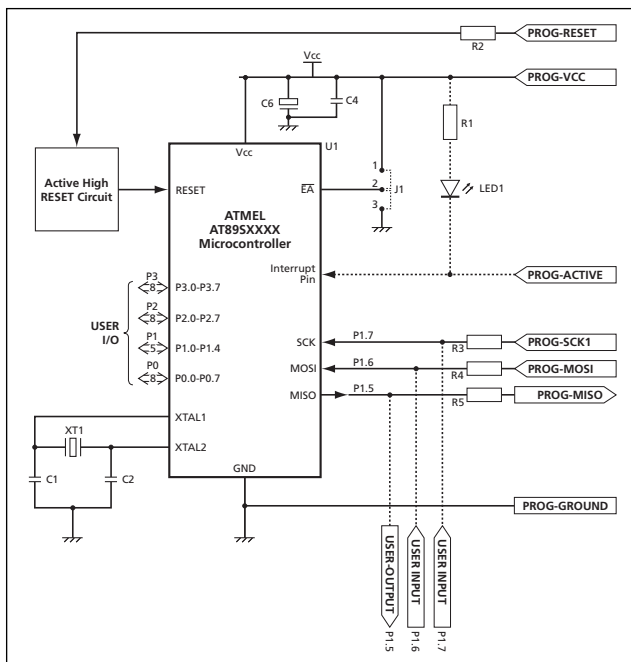 PROG-RESET
R2
Vcc
PROG-VCC
C6
C4
R1
U1
Vcc
1
Active High
RESET Circuit
RESET
EA
2
J1
LED1
3
ATMEL
AT89SXXXX
Microcontroller
Interrupt
Pin
PROG-ACTIVE
P3
8
P3.0-P3.7
P2
8
P2.0-P2.7
USER
I/O
P1
5
P1.0-P1.4
P0
8
P0.0-P0.7
SCK
P1.7
R3
PROG-SCK1
MOSI
P1.6
R4
PROG-MOSI
MISO
P1.5
R5
PROG-MISO
XTAL1
XT1
XTAL2
C1
C2
GND
PROG-GROUND
USER-OUTPUT
P1.5
USER INPUT
P1.6
USER INPUT
P1.7